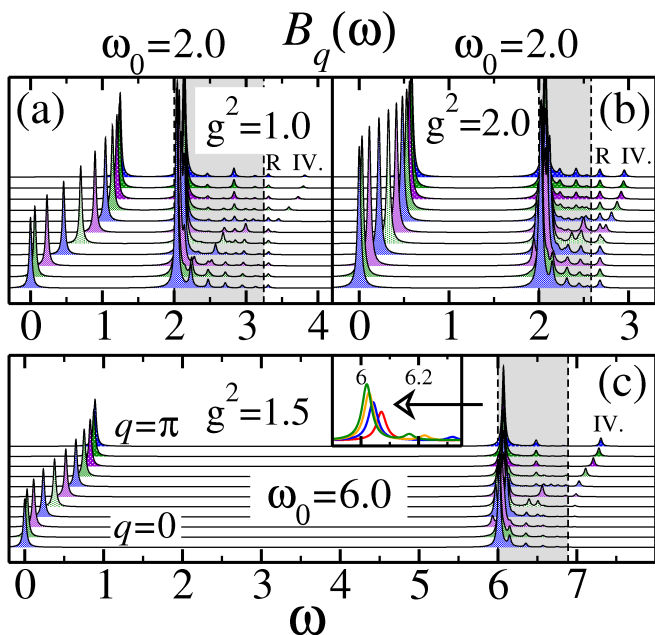 ω₀=2.0 B_q(ω) ω₀=2.0
(a) g²=1.0 R IV.
g²=2.0 (b) R IV.
0 1 2 3 4 0 1 2 3
q=π g²=1.5 6 6.2 (c)
IV.
ω₀=6.0
q=0
0 1 2 3 4 5 6 7
ω